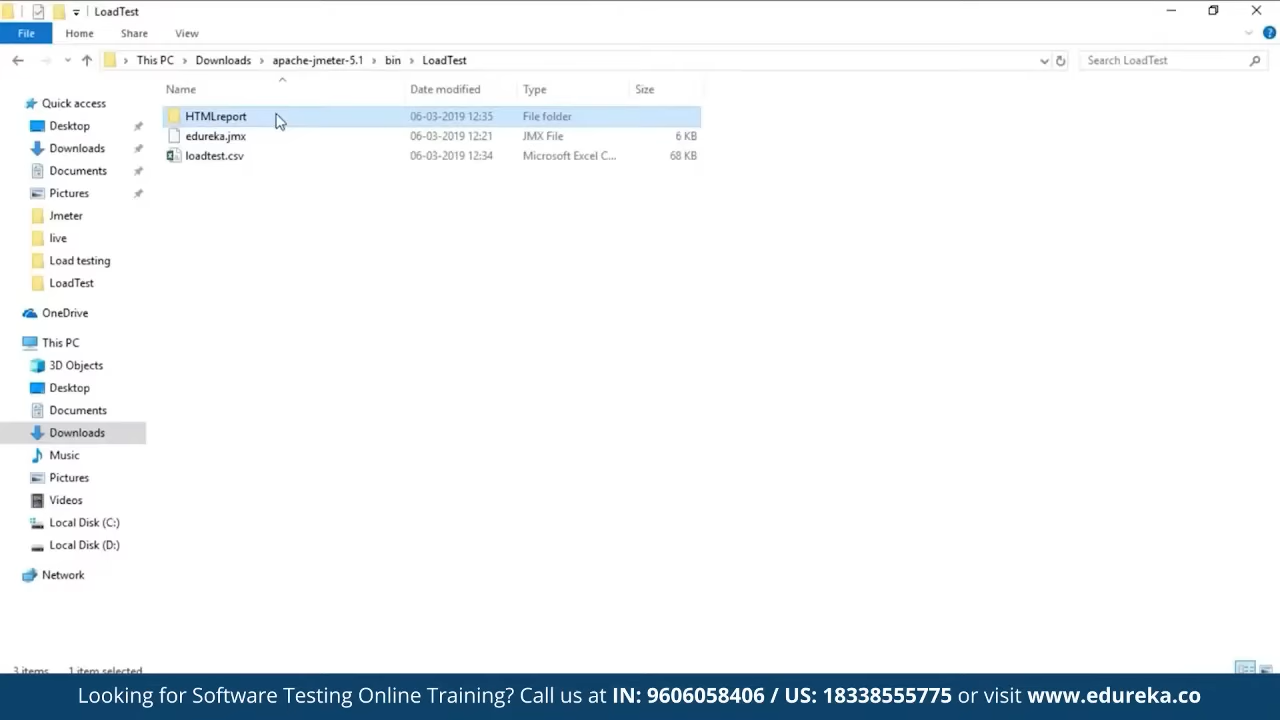 LoadTest
File Home Share View
This PC > Downloads > apache-jmeter-5.1 > bin > LoadTest Search LoadTest
Name Date modified Type Size
Quick access
Desktop
Downloads
Documents
Pictures
Jmeter
live
Load testing
LoadTest
OneDrive
This PC
3D Objects
Desktop
Documents
Downloads
Music
Pictures
Videos
Local Disk (C:)
Local Disk (D:)
Network
HTMLreport 06-03-2019 12:35 File folder
edureka.jmx 06-03-2019 12:21 JMX File 6 KB
loadtest.csv 06-03-2019 12:34 Microsoft Excel C... 68 KB
3 items 1 item selected
Looking for Software Testing Online Training? Call us at IN: 9606058406 / US: 18338555775 or visit www.edureka.co